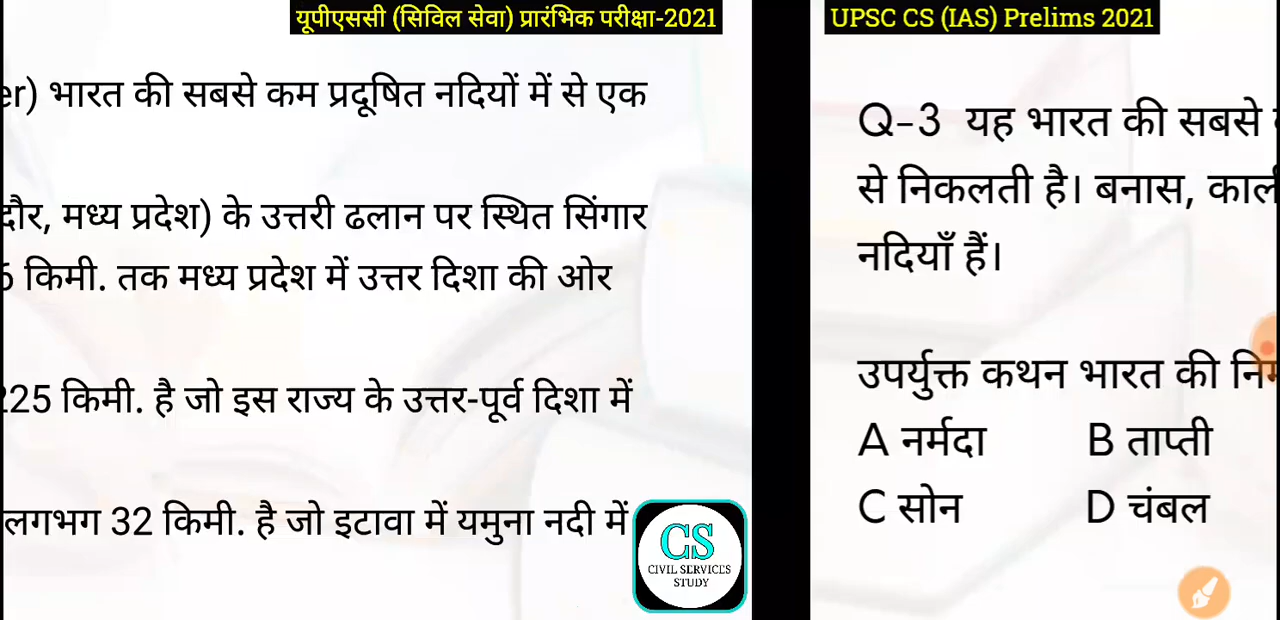 यूपीएससी (सिविल सेवा) प्रारंभिक परीक्षा-2021
er) भारत की सबसे कम प्रदूषित नदियों में से एक
मध्य प्रदेश) के उत्तरी ढलान पर स्थित सिंगार
किमी. तक मध्य प्रदेश में उत्तर दिशा की ओर
225 किमी. है जो इस राज्य के उत्तर-पूर्व दिशा में
लगभग 32 किमी. है जो इटावा में यमुना नदी में
CS
CIVIL SERVICES
STUDY
UPSC CS (IAS) Prelims 2021
Q-3 यह भारत की सबसे
से निकलती है। बनास,
नदियाँ हैं।
उपर्युक्त कथन भारत की
A नर्मदा B ताप्ती
C सोन D चंबल